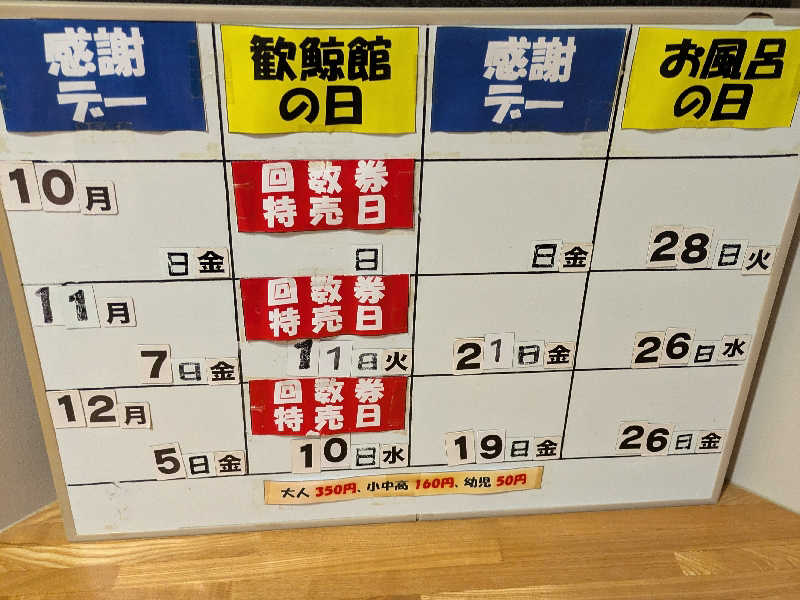 感謝
デー
歓鯨館
の日
感謝
デー
お風呂
の日
10月
回数券
特売日
日金
日
日金
28日火
11月
回数券
特売日
7日金
11日火
21日金
26日水
12月
回数券
特売日
5日金
10日水
19日金
26日金
大人 350円、小中高 160円、幼児 50円